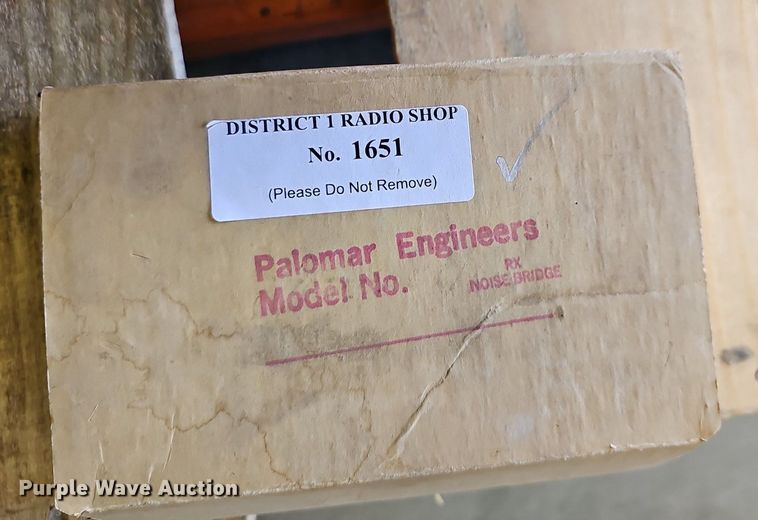 DISTRICT 1 RADIO SHOP
No. 1651
(Please Do Not Remove)
Palomar Engineers
Model No.
RX
NOISE BRIDGE
Purple Wave Auction